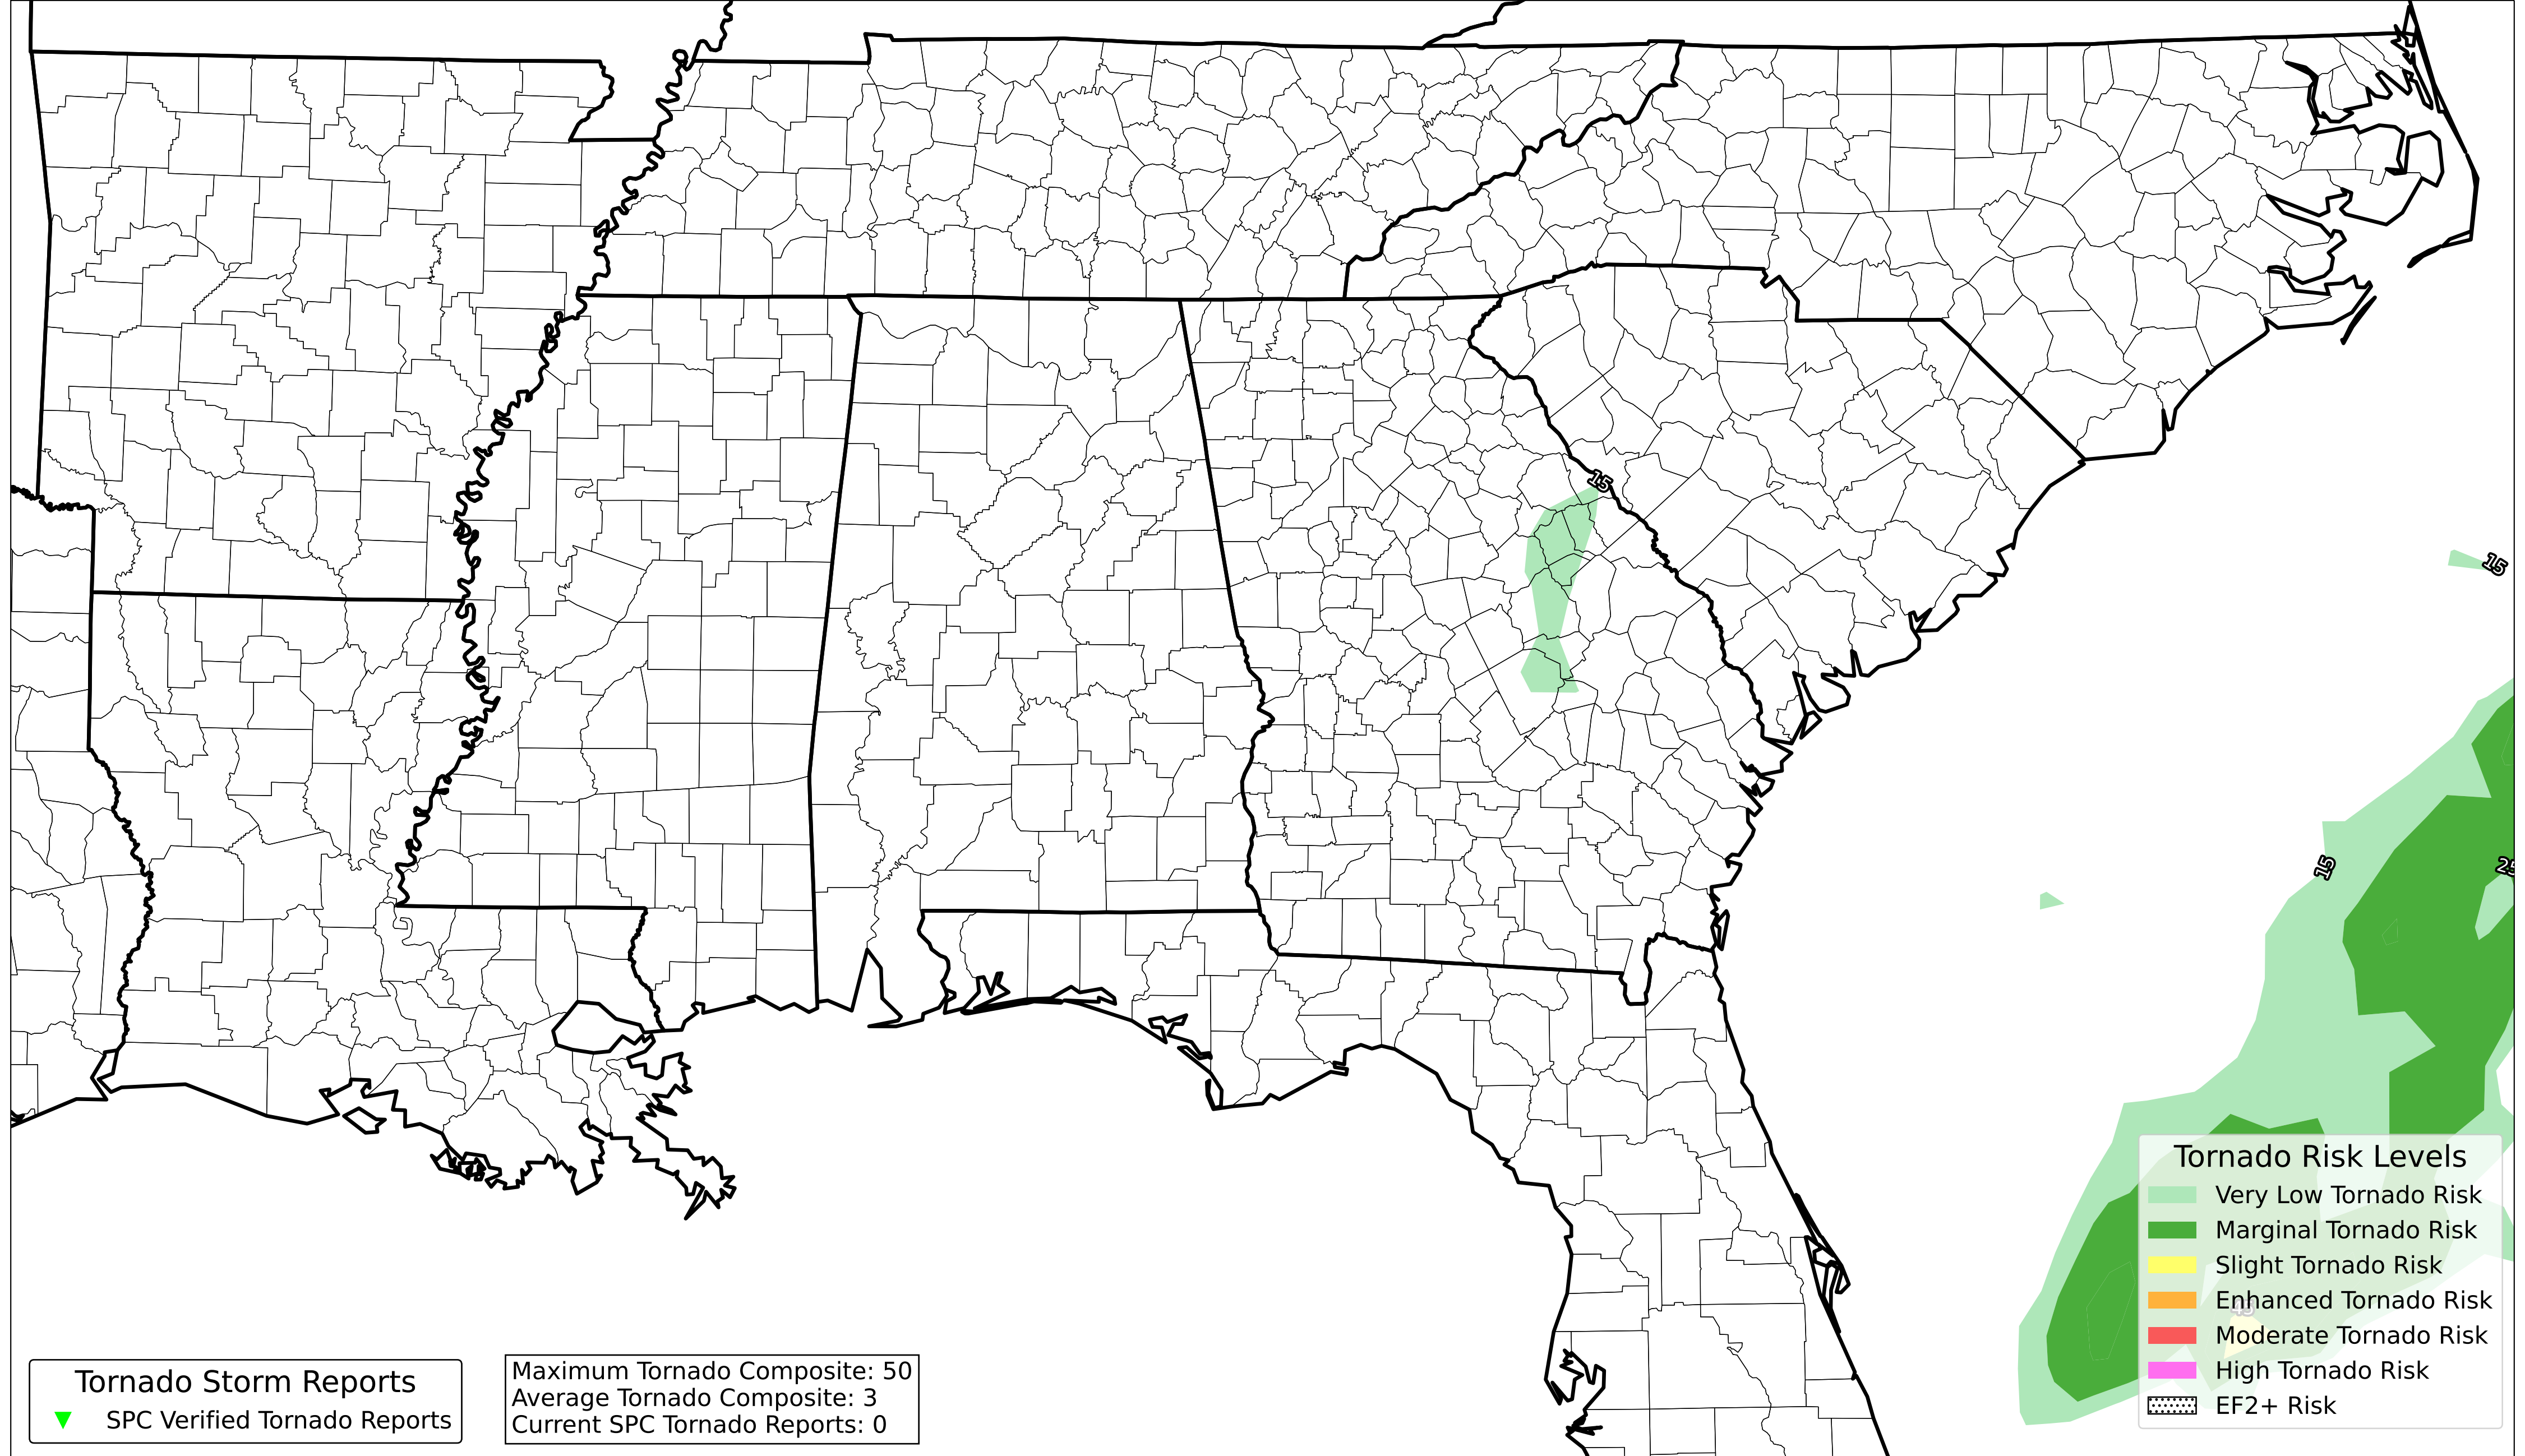 15
15
15
25
Tornado Risk Levels
Very Low Tornado Risk
Marginal Tornado Risk
Slight Tornado Risk
Enhanced Tornado Risk
45
Moderate Tornado Risk
High Tornado Risk
EF2+ Risk
Tornado Storm Reports
SPC Verified Tornado Reports
Maximum Tornado Composite: 50
Average Tornado Composite: 3
Current SPC Tornado Reports: 0